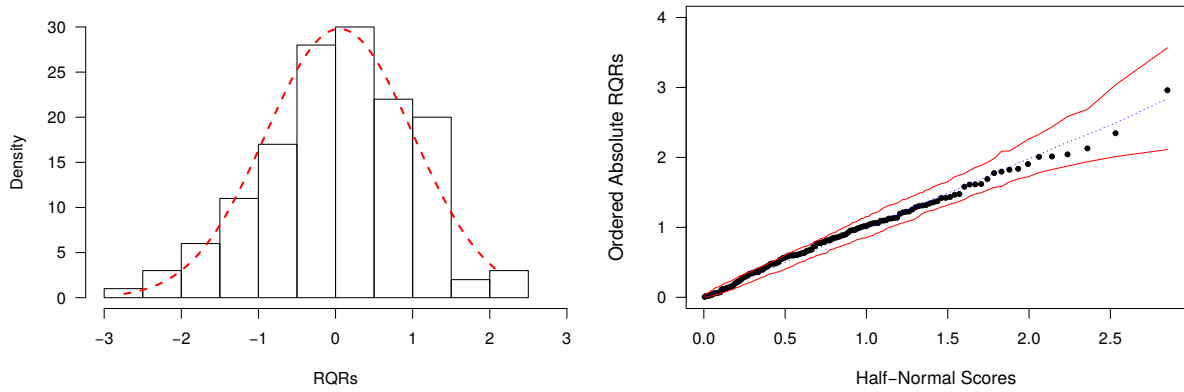 Density
30
25
20
15
10
5
0
−3 −2 −1 0 1 2 3
RQRs
Ordered Absolute RQRs
4
3
2
1
0
0.0 0.5 1.0 1.5 2.0 2.5
Half−Normal Scores